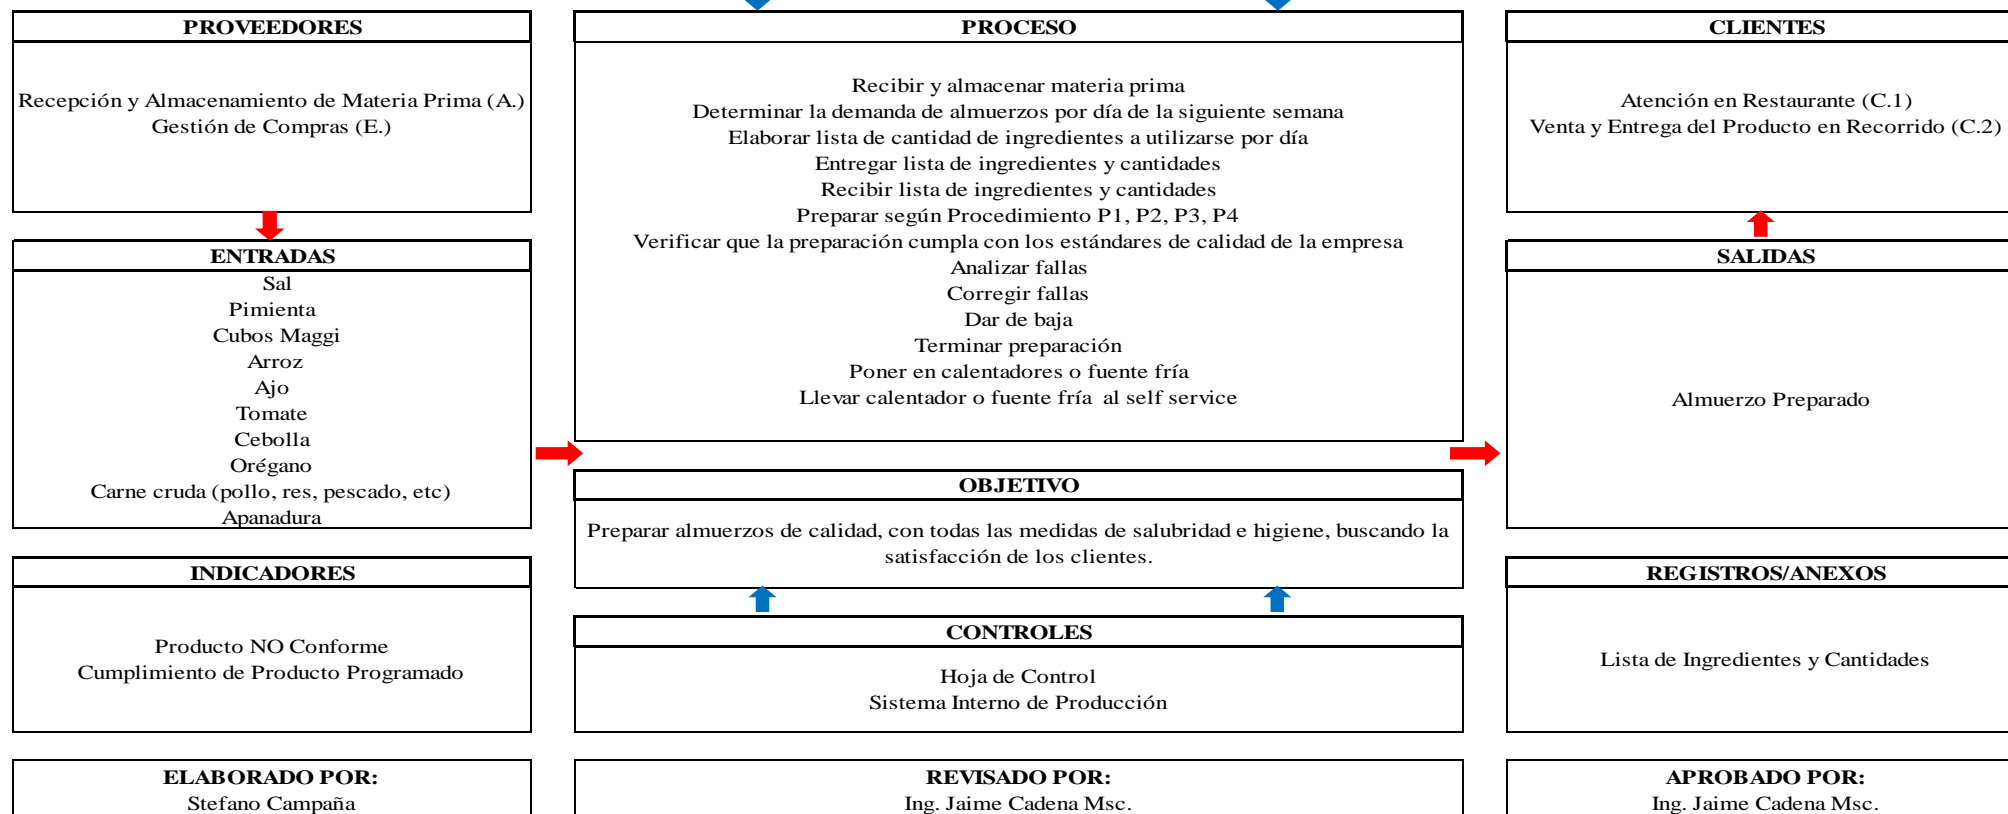 PROVEEDORES
Recepción y Almacenamiento de Materia Prima (A.)
Gestión de Compras (E.)
ENTRADAS
Sal
Pimienta
Cubos Maggi
Arroz
Ajo
Tomate
Cebolla
Orégano
Carne cruda (pollo, res, pescado, etc)
Apanadura
INDICADORES
Producto NO Conforme
Cumplimiento de Producto Programado
ELABORADO POR:
Stefano Campaña
PROCESO
Recibir y almacenar materia prima
Determinar la demanda de almuerzos por día de la siguiente semana
Elaborar lista de cantidad de ingredientes a utilizarse por día
Entregar lista de ingredientes y cantidades
Recibir lista de ingredientes y cantidades
Preparar según Procedimiento P1, P2, P3, P4
Verificar que la preparación cumpla con los estándares de calidad de la empresa
Analizar fallas
Corregir fallas
Dar de baja
Terminar preparación
Poner en calentadores o fuente fría
Llevar calentador o fuente fría al self service
OBJETIVO
Preparar almuerzos de calidad, con todas las medidas de salubridad e higiene, buscando la
satisfacción de los clientes.
CONTROLES
Hoja de Control
Sistema Interno de Producción
REVISADO POR:
Ing. Jaime Cadena Msc.
CLIENTES
Atención en Restaurante (C.1)
Venta y Entrega del Producto en Recorrido (C.2)
SALIDAS
Almuerzo Preparado
REGISTROS/ANEXOS
Lista de Ingredientes y Cantidades
APROBADO POR:
Ing. Jaime Cadena Msc.